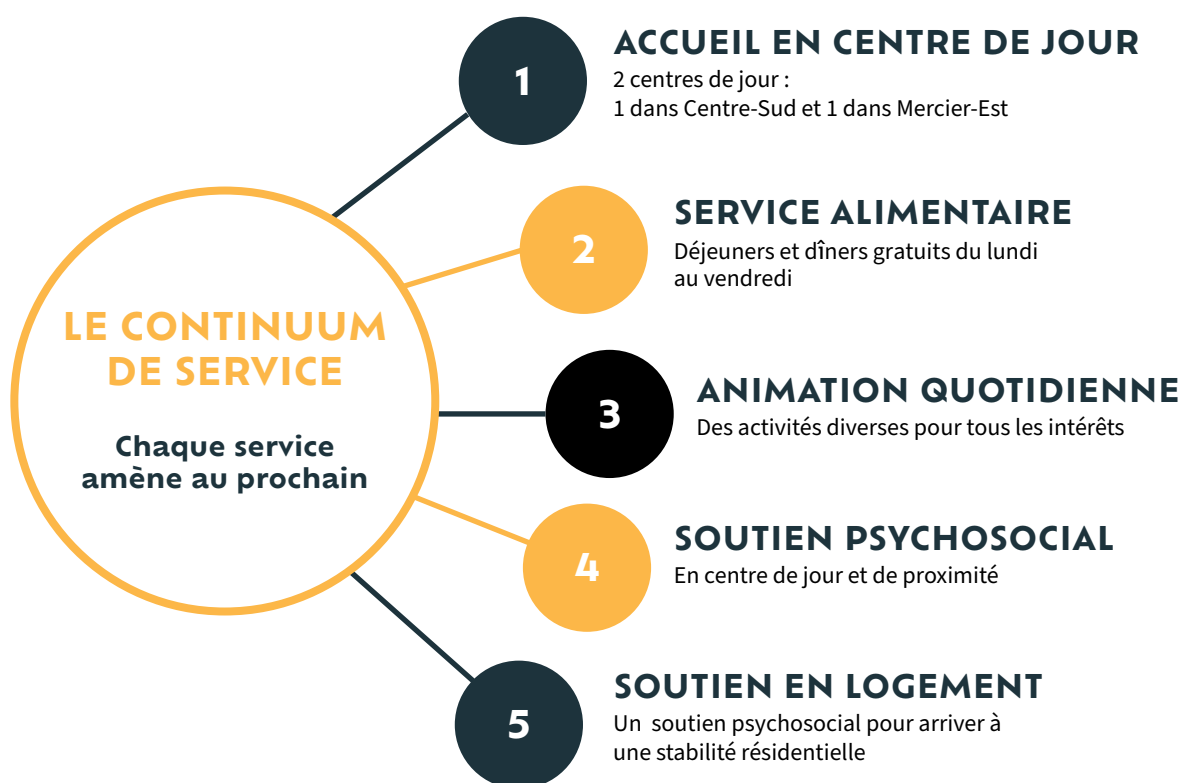 1
ACCUEIL EN CENTRE DE JOUR
2 centres de jour :
1 dans Centre-Sud et 1 dans Mercier-Est
2
SERVICE ALIMENTAIRE
Déjeuners et dîners gratuits du lundi
au vendredi
LE CONTINUUM
DE SERVICE
Chaque service
amène au prochain
3
ANIMATION QUOTIDIENNE
Des activités diverses pour tous les intérêts
4
SOUTIEN PSYCHOSOCIAL
En centre de jour et de proximité
5
SOUTIEN EN LOGEMENT
Un soutien psychosocial pour arriver à
une stabilité résidentielle